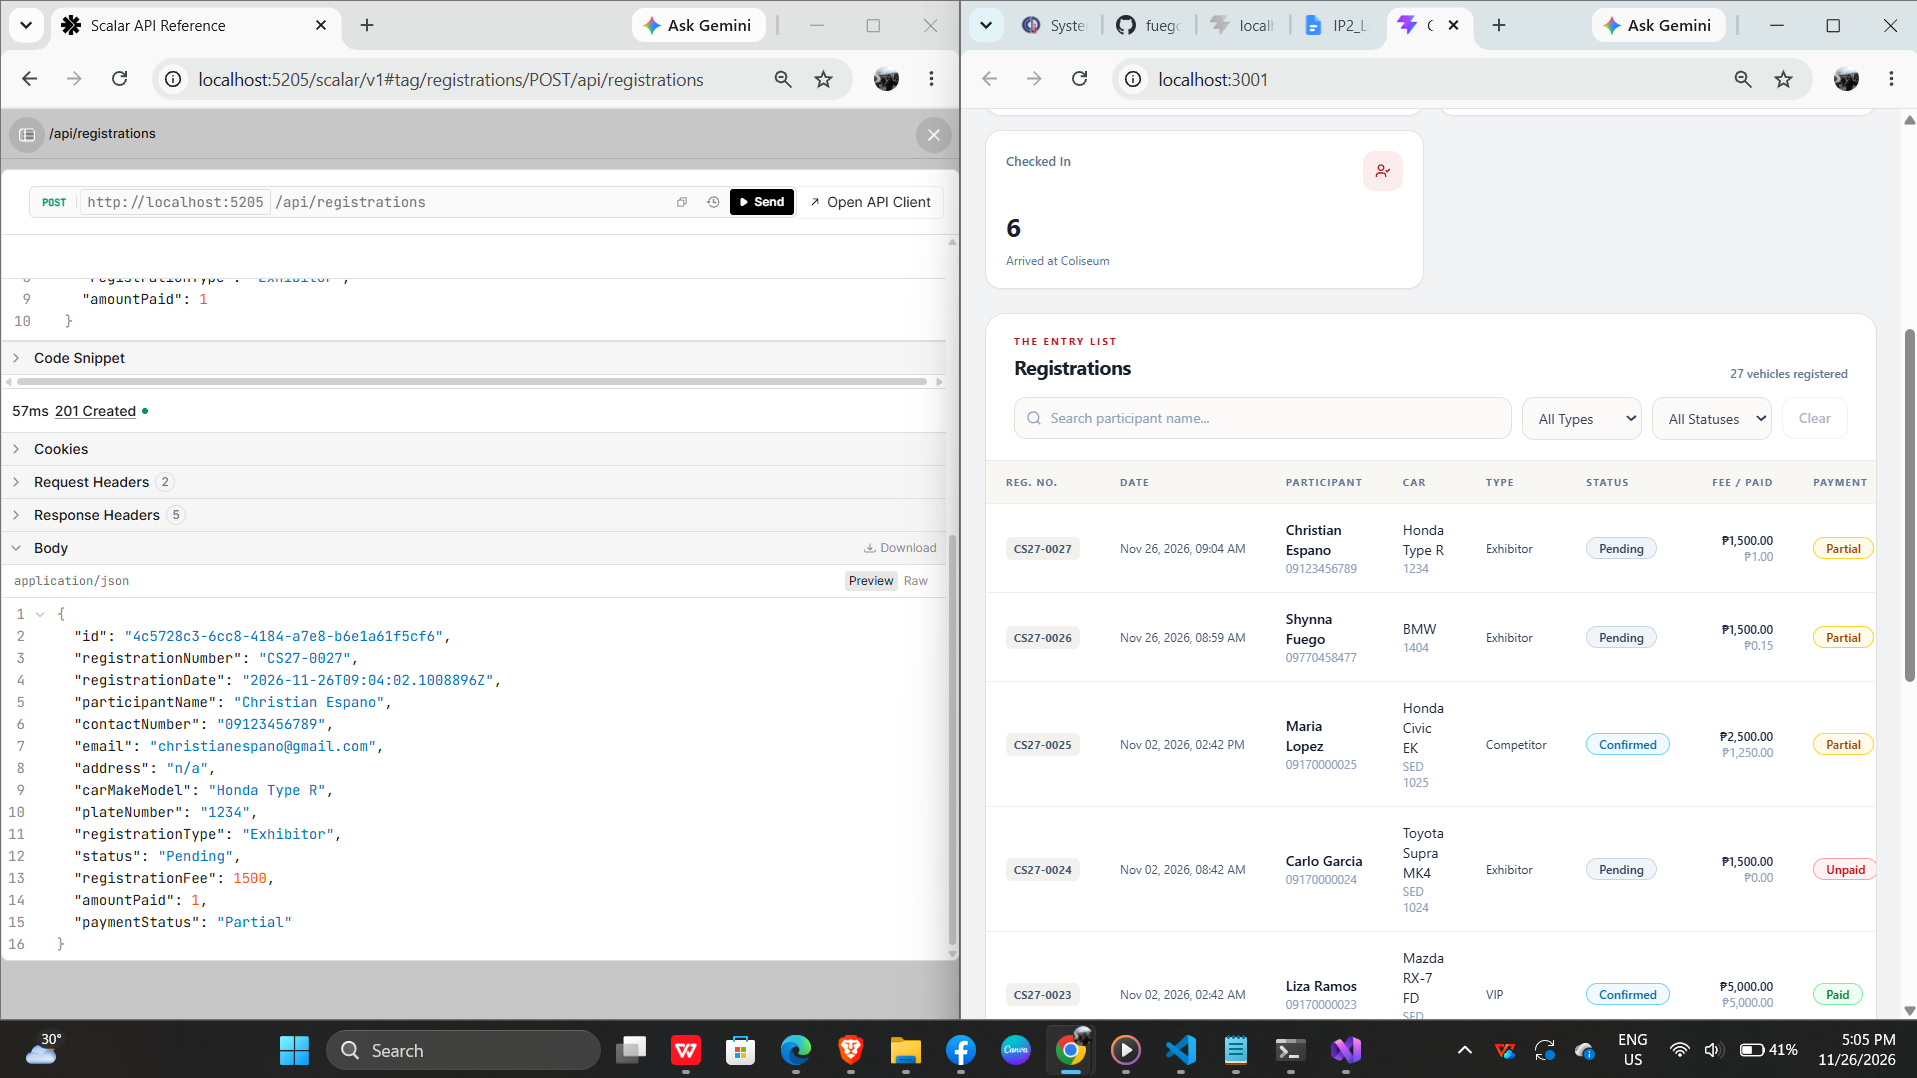 Scalar API Reference
Ask Gemini
localhost:5205/scalar/v1#tag/registrations/POST/api/registrations
/api/registrations
POST http://localhost:5205 /api/registrations
Send
Open API Client
9 "amountPaid": 1
10 }
Code Snippet
57ms 201 Created
Cookies
Request Headers 2
Response Headers 5
Body
Download
application/json
Preview Raw
1 {
2 "id": "4c5728c3-6cc8-4184-a7e8-b6e1a61f5cf6",
3 "registrationNumber": "CS27-0027",
4 "registrationDate": "2026-11-26T09:04:02.1008896Z",
5 "participantName": "Christian Espano",
6 "contactNumber": "09123456789",
7 "email": "christianespano@gmail.com",
8 "address": "n/a",
9 "carMakeModel": "Honda Type R",
10 "plateNumber": "1234",
11 "registrationType": "Exhibitor",
12 "status": "Pending",
13 "registrationFee": 1500,
14 "amountPaid": 1,
15 "paymentStatus": "Partial"
16 }
Syste
fuego
localh
IP2_L
Ask Gemini
localhost:3001
Checked In
6
Arrived at Coliseum
THE ENTRY LIST
Registrations
27 vehicles registered
Search participant name...
All Types
All Statuses
Clear
REG. NO. DATE PARTICIPANT CAR TYPE STATUS FEE / PAID PAYMENT
CS27-0027
Nov 26, 2026, 09:04 AM
Christian
Espano
09123456789
Honda
Type R
1234
Exhibitor
Pending
₱1,500.00
₱1.00
Partial
CS27-0026
Nov 26, 2026, 08:59 AM
Shynna
Fuego
09770458477
BMW
1404
Exhibitor
Pending
₱1,500.00
₱0.15
Partial
CS27-0025
Nov 02, 2026, 02:42 PM
Maria
Lopez
09170000025
Honda
Civic
EK
SED
1025
Competitor
Confirmed
₱2,500.00
₱1,250.00
Partial
CS27-0024
Nov 02, 2026, 08:42 AM
Carlo Garcia
09170000024
Toyota
Supra
MK4
SED
1024
Exhibitor
Pending
₱1,500.00
₱0.00
Unpaid
CS27-0023
Nov 02, 2026, 02:42 AM
Liza Ramos
09170000023
Mazda
RX-7
FD
SED
VIP
Confirmed
₱5,000.00
₱5,000.00
Paid
30°
Search
Canva
ENG
US
41%
5:05 PM
11/26/2026